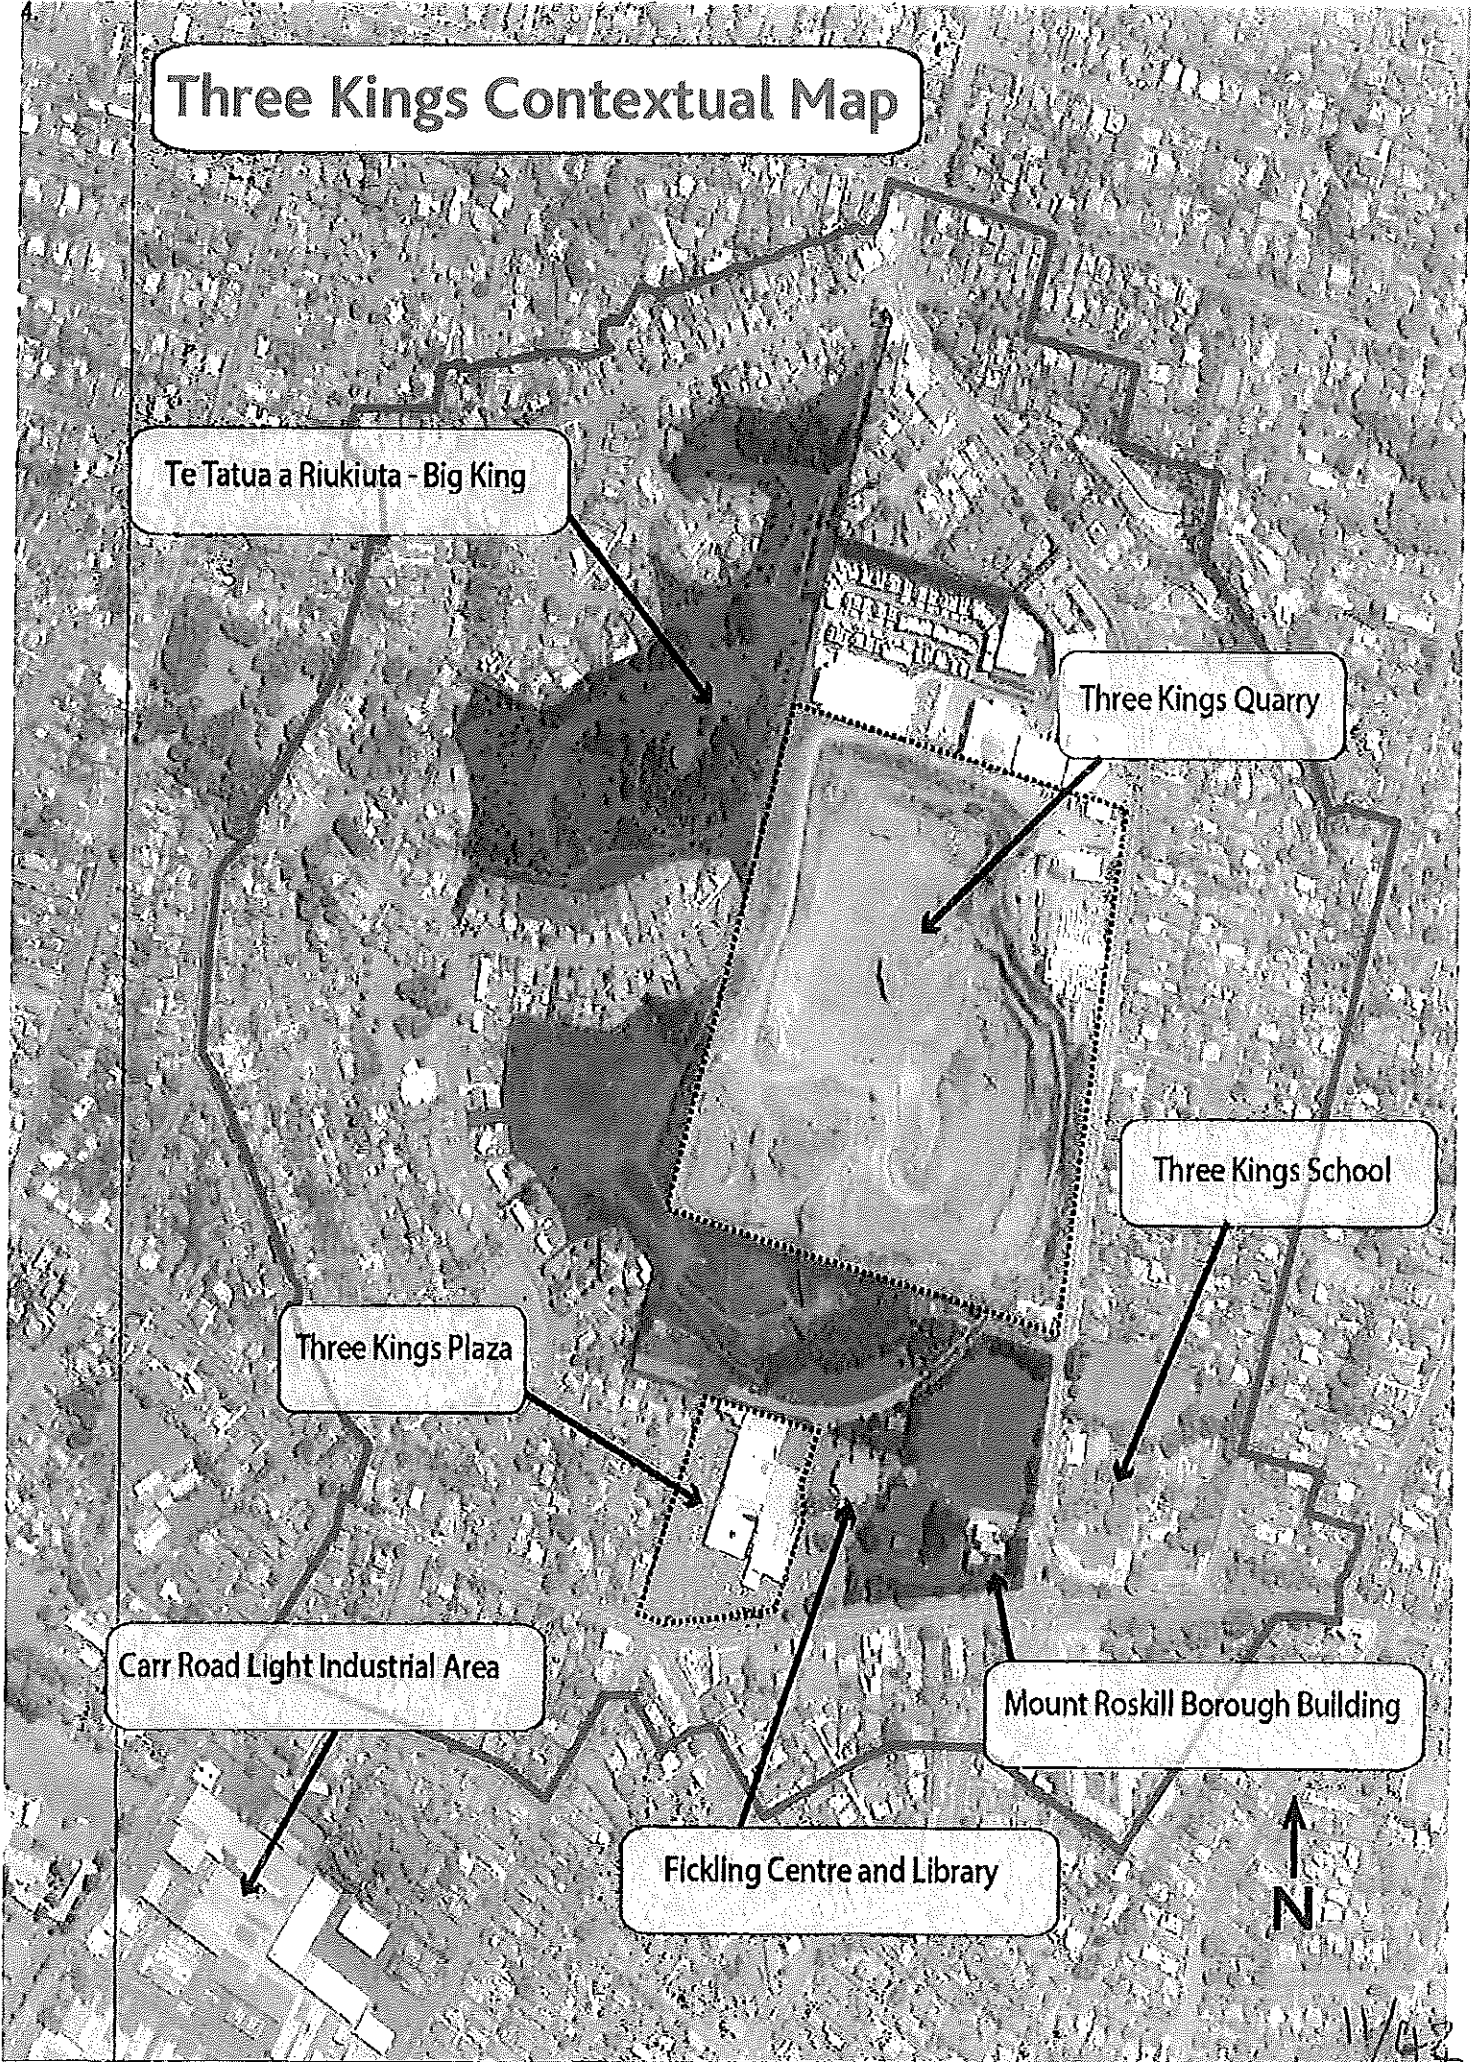 Three Kings Contextual Map
Te Tatua a Riukiuta - Big King
Three Kings Quarry
Three Kings School
Three Kings Plaza
Carr Road Light Industrial Area
Mount Roskill Borough Building
Fickling Centre and Library
N